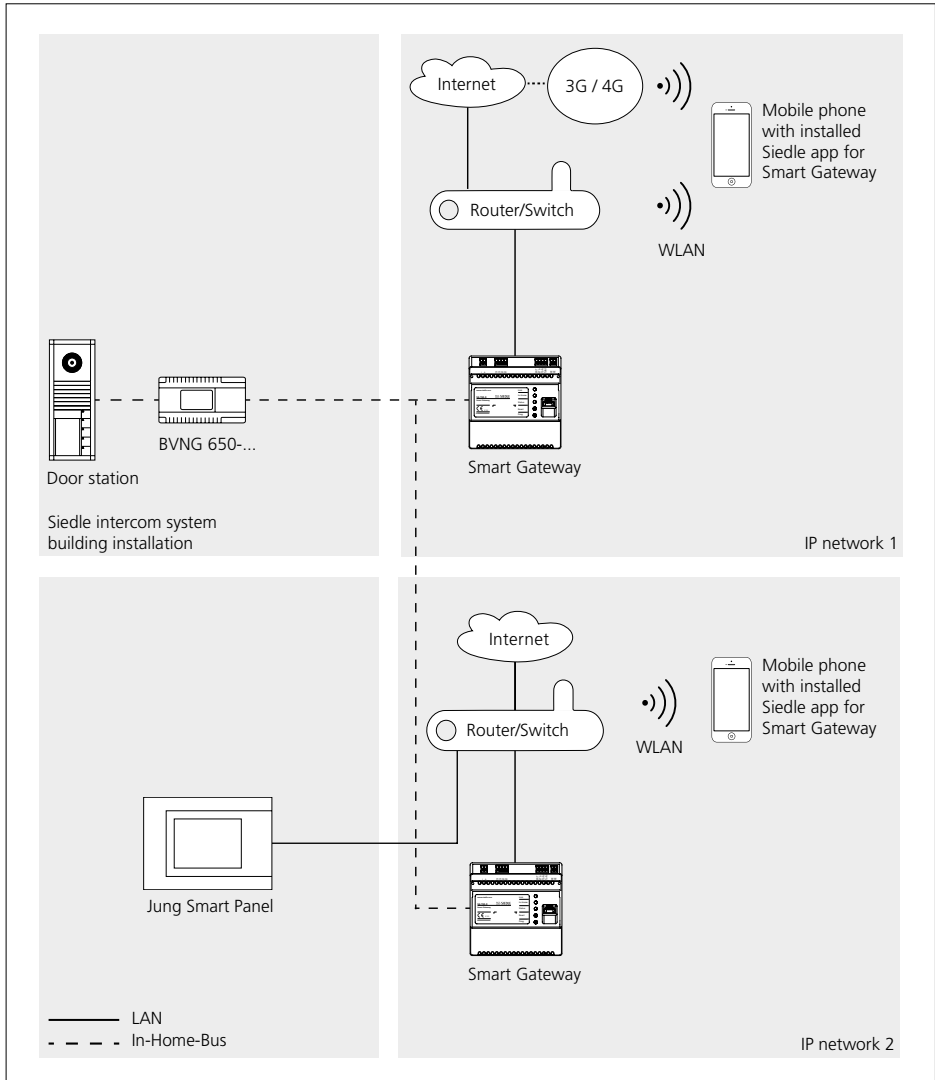 Internet
3G / 4G
Mobile phone
with installed
Siedle app for
Smart Gateway
Router/Switch
WLAN
BVNG 650-...
Door station
Smart Gateway
Siedle intercom system
building installation
IP network 1
Internet
Mobile phone
with installed
Siedle app for
Smart Gateway
Router/Switch
WLAN
Jung Smart Panel
Smart Gateway
LAN
In-Home-Bus
IP network 2